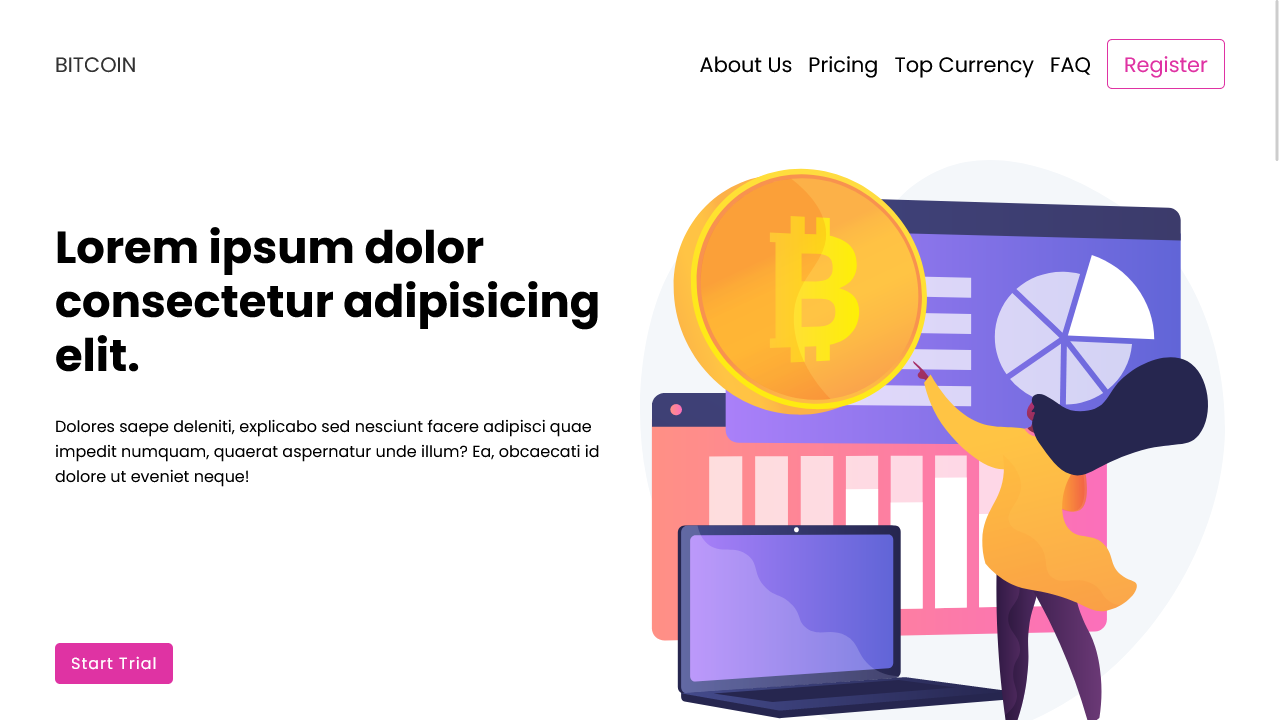 BITCOIN
About Us Pricing Top Currency FAQ Register
Lorem ipsum dolor
consectetur adipisicing
elit.
Dolores saepe deleniti, explicabo sed nesciunt facere adipisci quae
impedit numquam, quaerat aspernatur unde illum? Ea, obcaecati id
dolore ut eveniet neque!
Start Trial